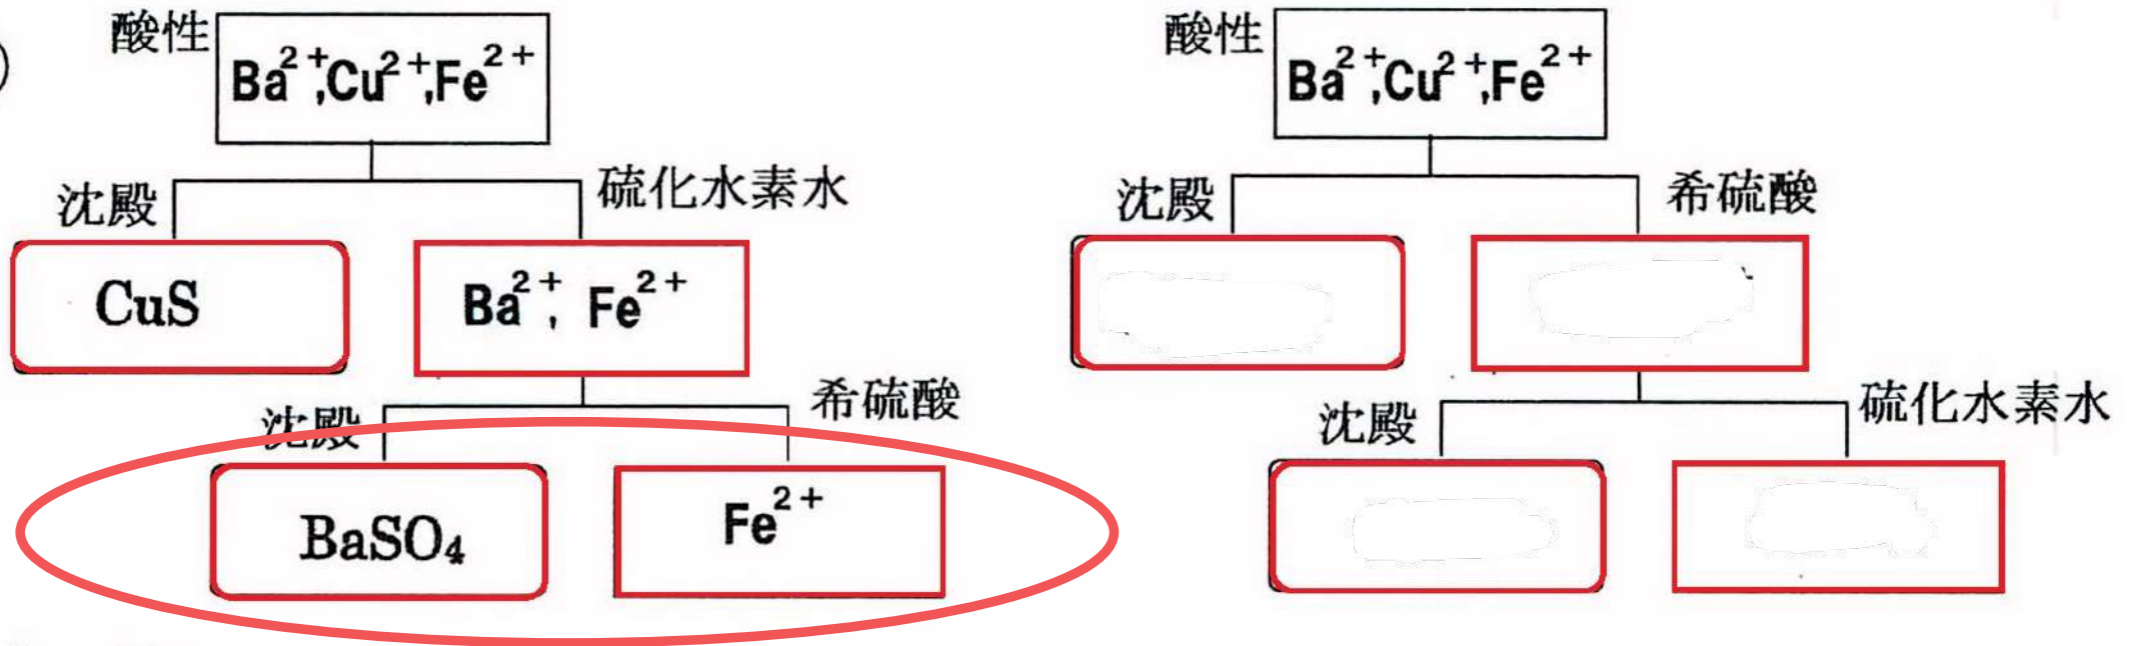 酸性
Ba²⁺,Cu²⁺,Fe²⁺
沈殿
硫化水素水
CuS
Ba²⁺, Fe²⁺
沈殿
希硫酸
BaSO₄
Fe²⁺
酸性
Ba²⁺,Cu²⁺,Fe²⁺
沈殿
希硫酸
沈殿
硫化水素水